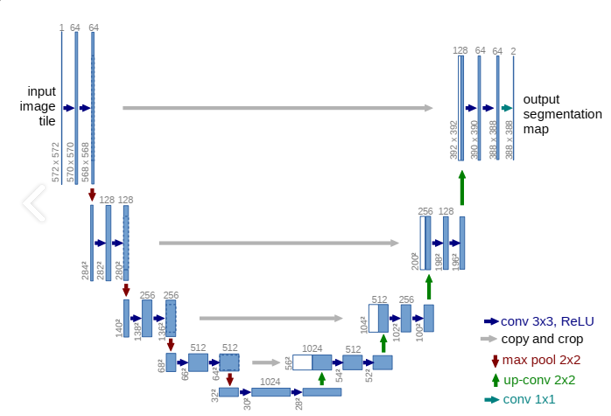 1 64 64
128 64 64 2
input
image
tile
output
segmentation
map
572 x 572
570 x 570
568 x 568
392 x 392
390 x 390
388 x 388
388 x 388
128 128
256 128
284²
282²
280²
200²
198²
196²
256 256
512 256
140²
138²
136²
104²
102²
100²
512 512
1024 512
68²
66²
64²
56²
54²
52²
1024
32²
30²
28²
conv 3x3, ReLU
copy and crop
max pool 2x2
up-conv 2x2
conv 1x1